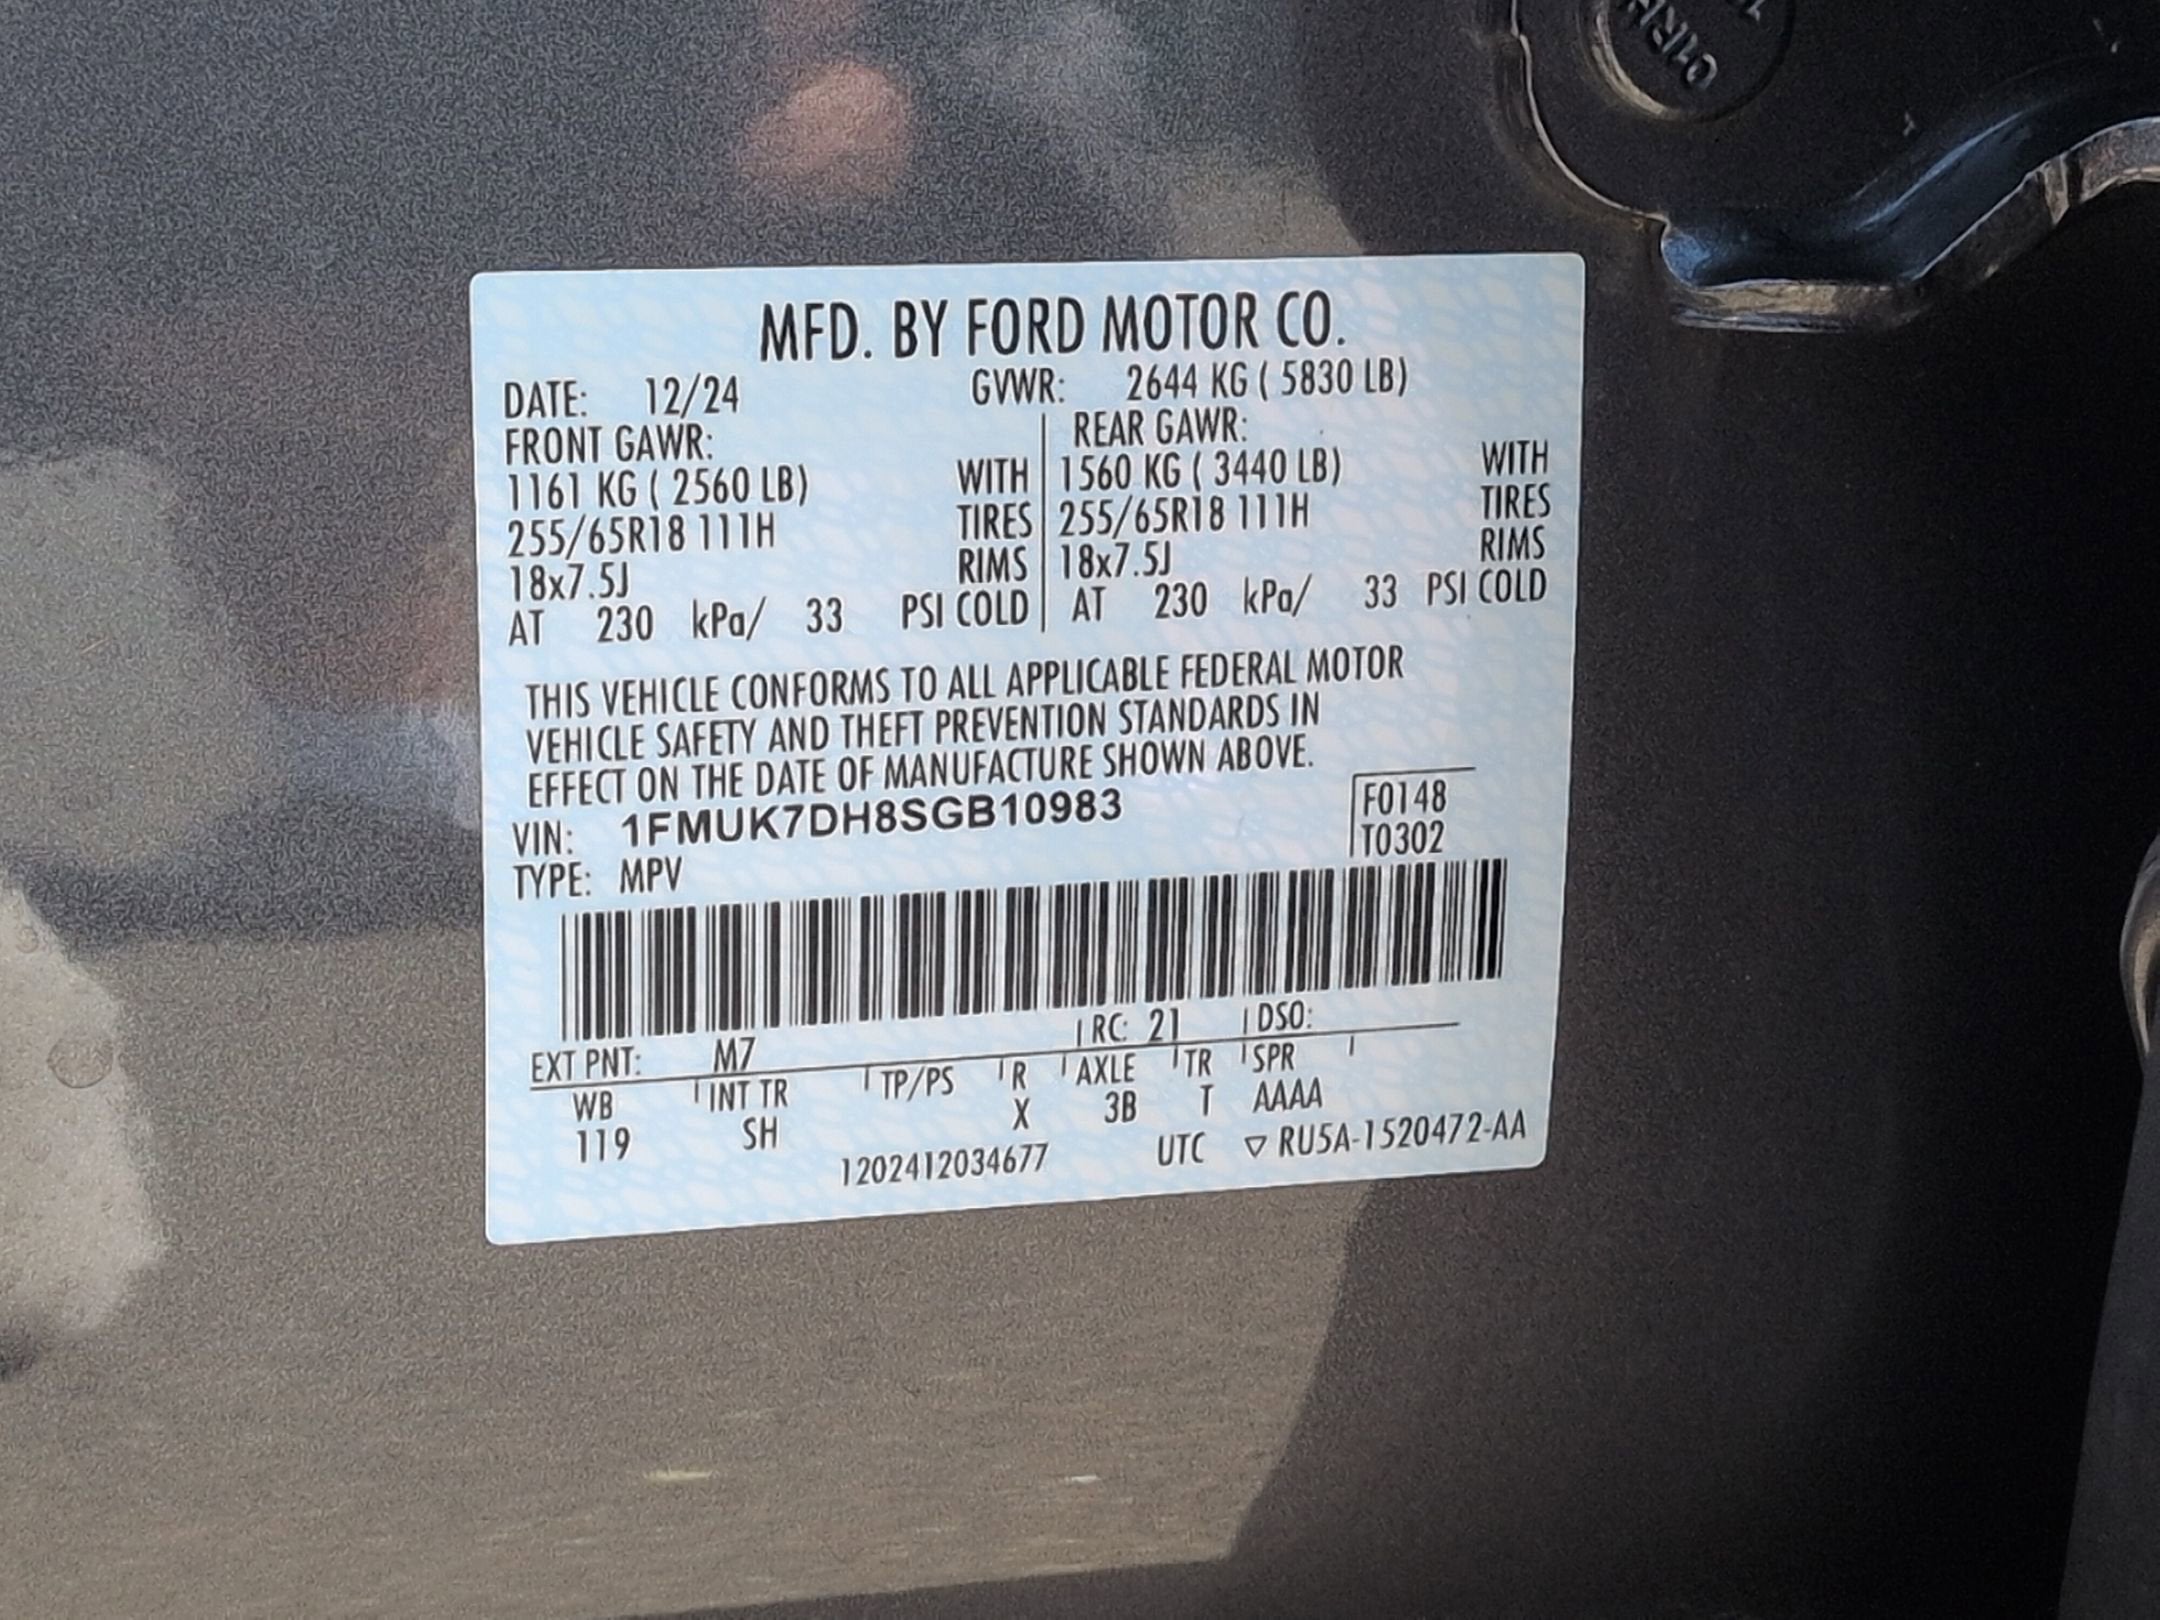 MFD. BY FORD MOTOR CO.
DATE: 12/24 GVWR: 2644 KG ( 5830 LB)
FRONT GAWR: REAR GAWR:
1161 KG ( 2560 LB) WITH 1560 KG ( 3440 LB) WITH
255/65R18 111H TIRES 255/65R18 111H TIRES
18x7.5J RIMS 18x7.5J RIMS
AT 230 kPa/ 33 PSI COLD AT 230 kPa/ 33 PSI COLD
THIS VEHICLE CONFORMS TO ALL APPLICABLE FEDERAL MOTOR
VEHICLE SAFETY AND THEFT PREVENTION STANDARDS IN
EFFECT ON THE DATE OF MANUFACTURE SHOWN ABOVE.
F0148
VIN: 1FMUK7DH8SGB10983
T0302
TYPE: MPV
EXT PNT: M7 RC: 21 DSO:
WB INT TR TP/PS R AXLE TR SPR
119 SH X 3B T AAAA
1202412034677 UTC ▽ RU5A-1520472-AA